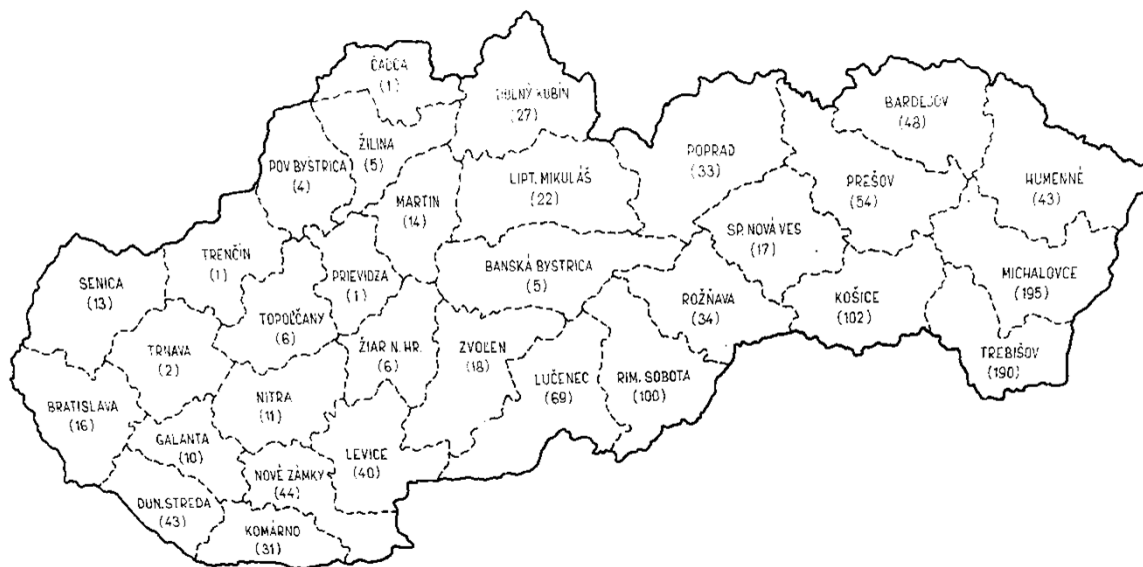 ČADCA
(1)
DOLNÝ KUBÍN
(27)
ŽILINA
(5)
POV. BYSTRICA
(4)
MARTIN
(14)
LIPT. MIKULÁŠ
(22)
POPRAD
(33)
BARDEJOV
(48)
PREŠOV
(54)
HUMENNÉ
(43)
SP. NOVÁ VES
(17)
TRENČÍN
(1)
PRIEVIDZA
(1)
BANSKÁ BYSTRICA
(5)
SENICA
(13)
TOPOĽČANY
(6)
ROŽŇAVA
(34)
KOŠICE
(102)
MICHALOVCE
(195)
TRNAVA
(2)
ŽIAR N. HR.
(6)
ZVOLEN
(18)
TREBIŠOV
(190)
LUČENEC
(69)
RIM. SOBOTA
(100)
BRATISLAVA
(16)
NITRA
(11)
GALANTA
(10)
LEVICE
(40)
NOVÉ ZÁMKY
(44)
DUN. STREDA
(43)
KOMÁRNO
(31)